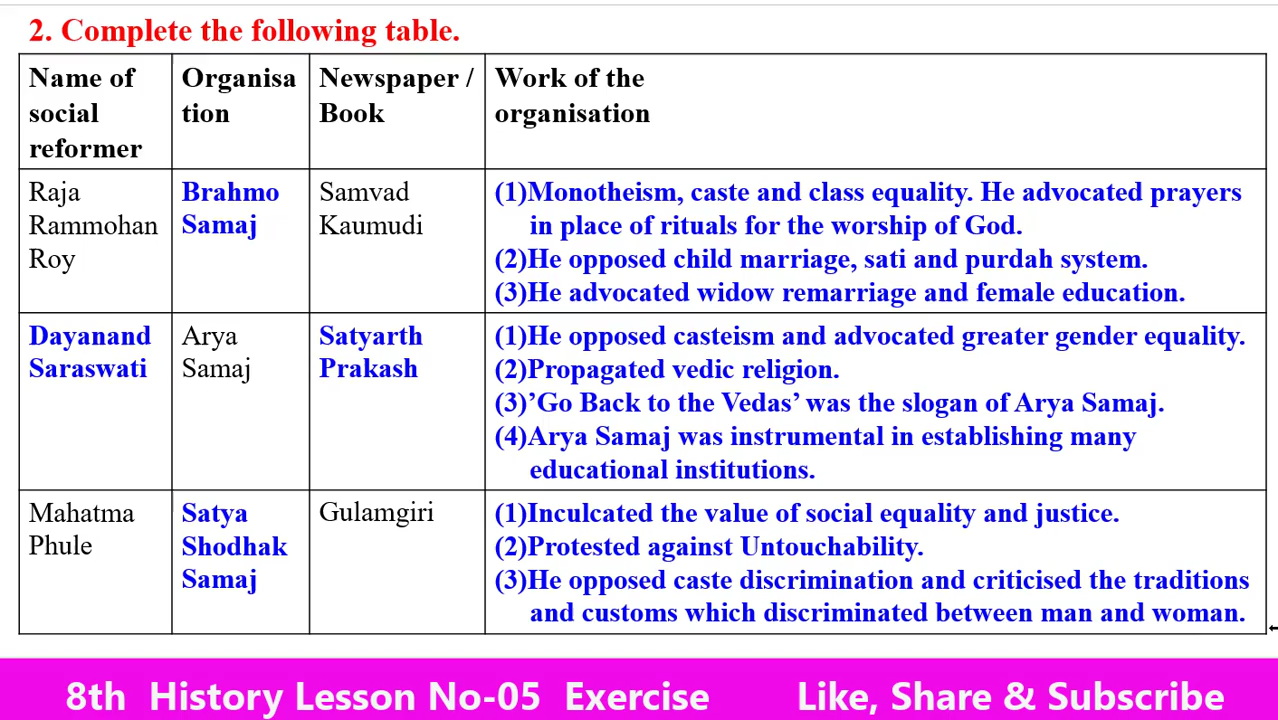 2. Complete the following table.
Name of
social
reformer
Organisa
tion
Newspaper /
Book
Work of the
organisation
Raja
Rammohan
Roy
Brahmo
Samaj
Samvad
Kaumudi
(1)Monotheism, caste and class equality. He advocated prayers
in place of rituals for the worship of God.
(2)He opposed child marriage, sati and purdah system.
(3)He advocated widow remarriage and female education.
Dayanand
Saraswati
Arya
Samaj
Satyarth
Prakash
(1)He opposed casteism and advocated greater gender equality.
(2)Propagated vedic religion.
(3)’Go Back to the Vedas’ was the slogan of Arya Samaj.
(4)Arya Samaj was instrumental in establishing many
educational institutions.
Mahatma
Phule
Satya
Shodhak
Samaj
Gulamgiri
(1)Inculcated the value of social equality and justice.
(2)Protested against Untouchability.
(3)He opposed caste discrimination and criticised the traditions
and customs which discriminated between man and woman.
8th History Lesson No-05 Exercise Like, Share & Subscribe